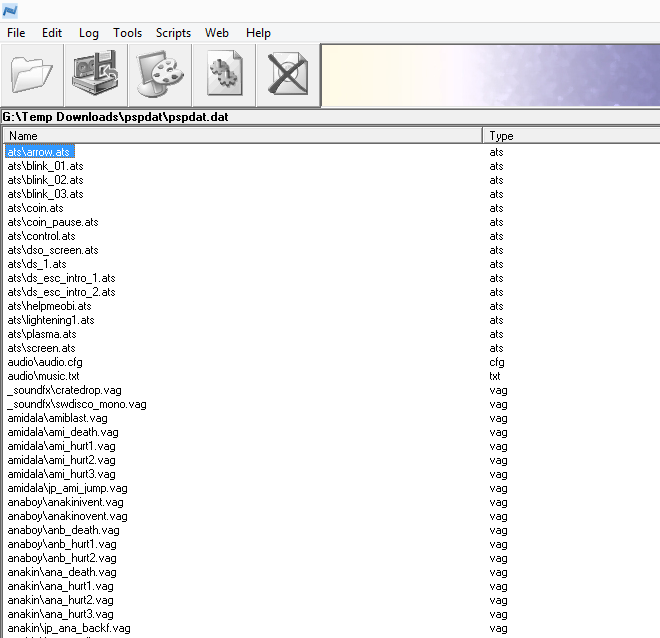 File Edit Log Tools Scripts Web Help
G:\Temp Downloads\pspdat\pspdat.dat
Name Type
ats\arrow.ats ats
ats\blink_01.ats ats
ats\blink_02.ats ats
ats\blink_03.ats ats
ats\coin.ats ats
ats\coin_pause.ats ats
ats\control.ats ats
ats\dso_screen.ats ats
ats\ds_1.ats ats
ats\ds_esc_intro_1.ats ats
ats\ds_esc_intro_2.ats ats
ats\helpmeobi.ats ats
ats\lightening1.ats ats
ats\plasma.ats ats
ats\screen.ats ats
audio\audio.cfg cfg
audio\music.txt txt
_soundfx\cratedrop.vag vag
_soundfx\swdisco_mono.vag vag
amidala\amiblast.vag vag
amidala\ami_death.vag vag
amidala\ami_hurt1.vag vag
amidala\ami_hurt2.vag vag
amidala\ami_hurt3.vag vag
amidala\jp_ami_jump.vag vag
anaboy\anakinivent.vag vag
anaboy\anakinovent.vag vag
anaboy\anb_death.vag vag
anaboy\anb_hurt1.vag vag
anaboy\anb_hurt2.vag vag
anakin\ana_death.vag vag
anakin\ana_hurt1.vag vag
anakin\ana_hurt2.vag vag
anakin\ana_hurt3.vag vag
anakin\jp_ana_backf.vag vag